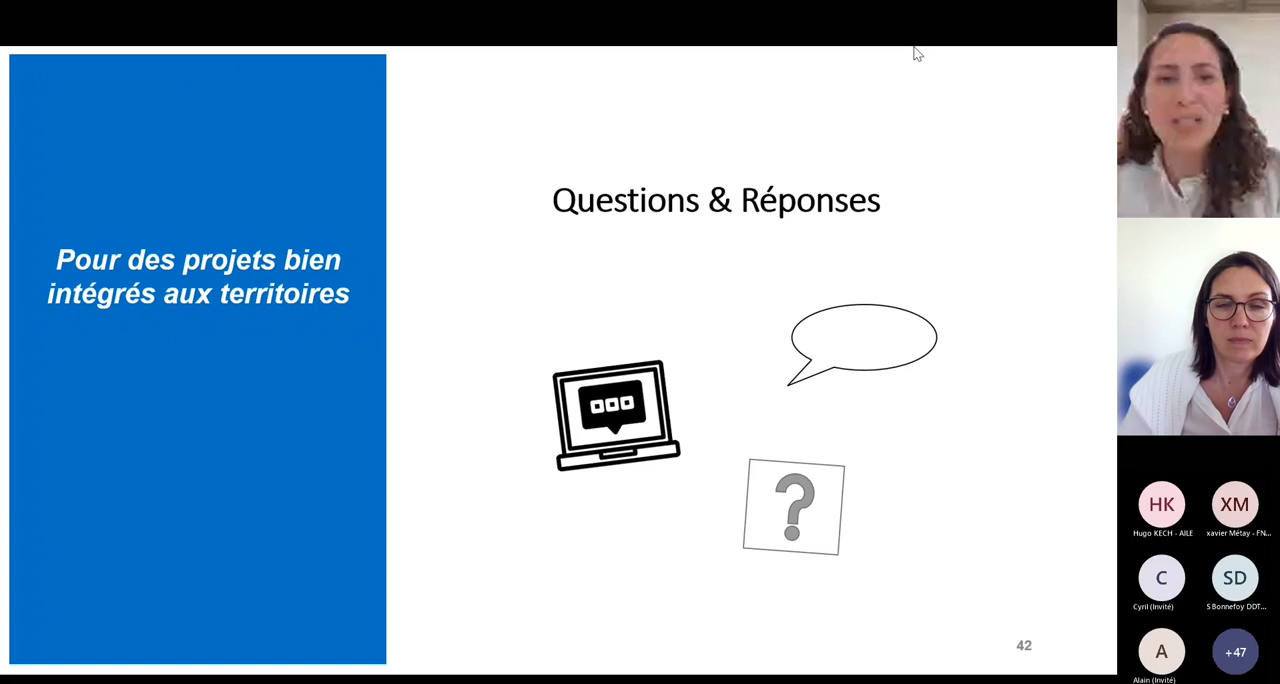 Pour des projets bien
intégrés aux territoires
Questions & Réponses
42
HK
Hugo KECH - AILE
XM
xavier Métay - FN...
C
Cyril (Invité)
SD
S Bonnefoy DDT...
A
Alain (Invité)
+47